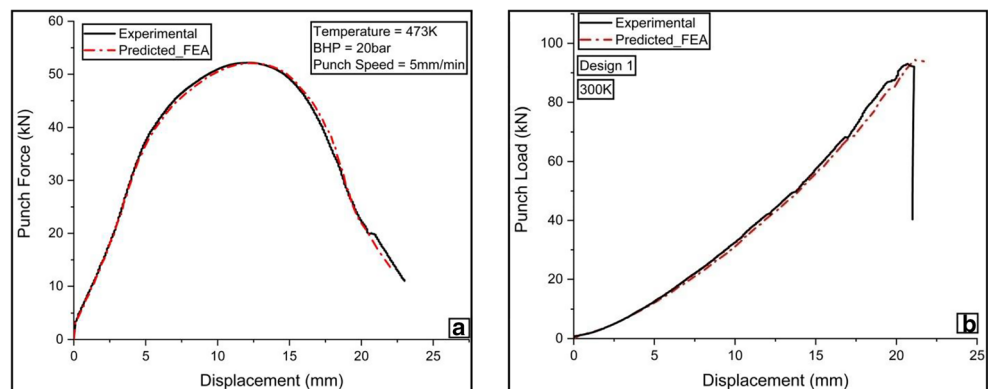 60
50
40
30
20
10
0
0
5
10
15
20
25
Punch Force (kN)
Displacement (mm)
Experimental
Predicted_FEA
Temperature = 473K
BHP = 20bar
Punch Speed = 5mm/min
a
100
80
60
40
20
0
0
5
10
15
20
25
Punch Load (kN)
Displacement (mm)
Experimental
Predicted_FEA
Design 1
300K
b